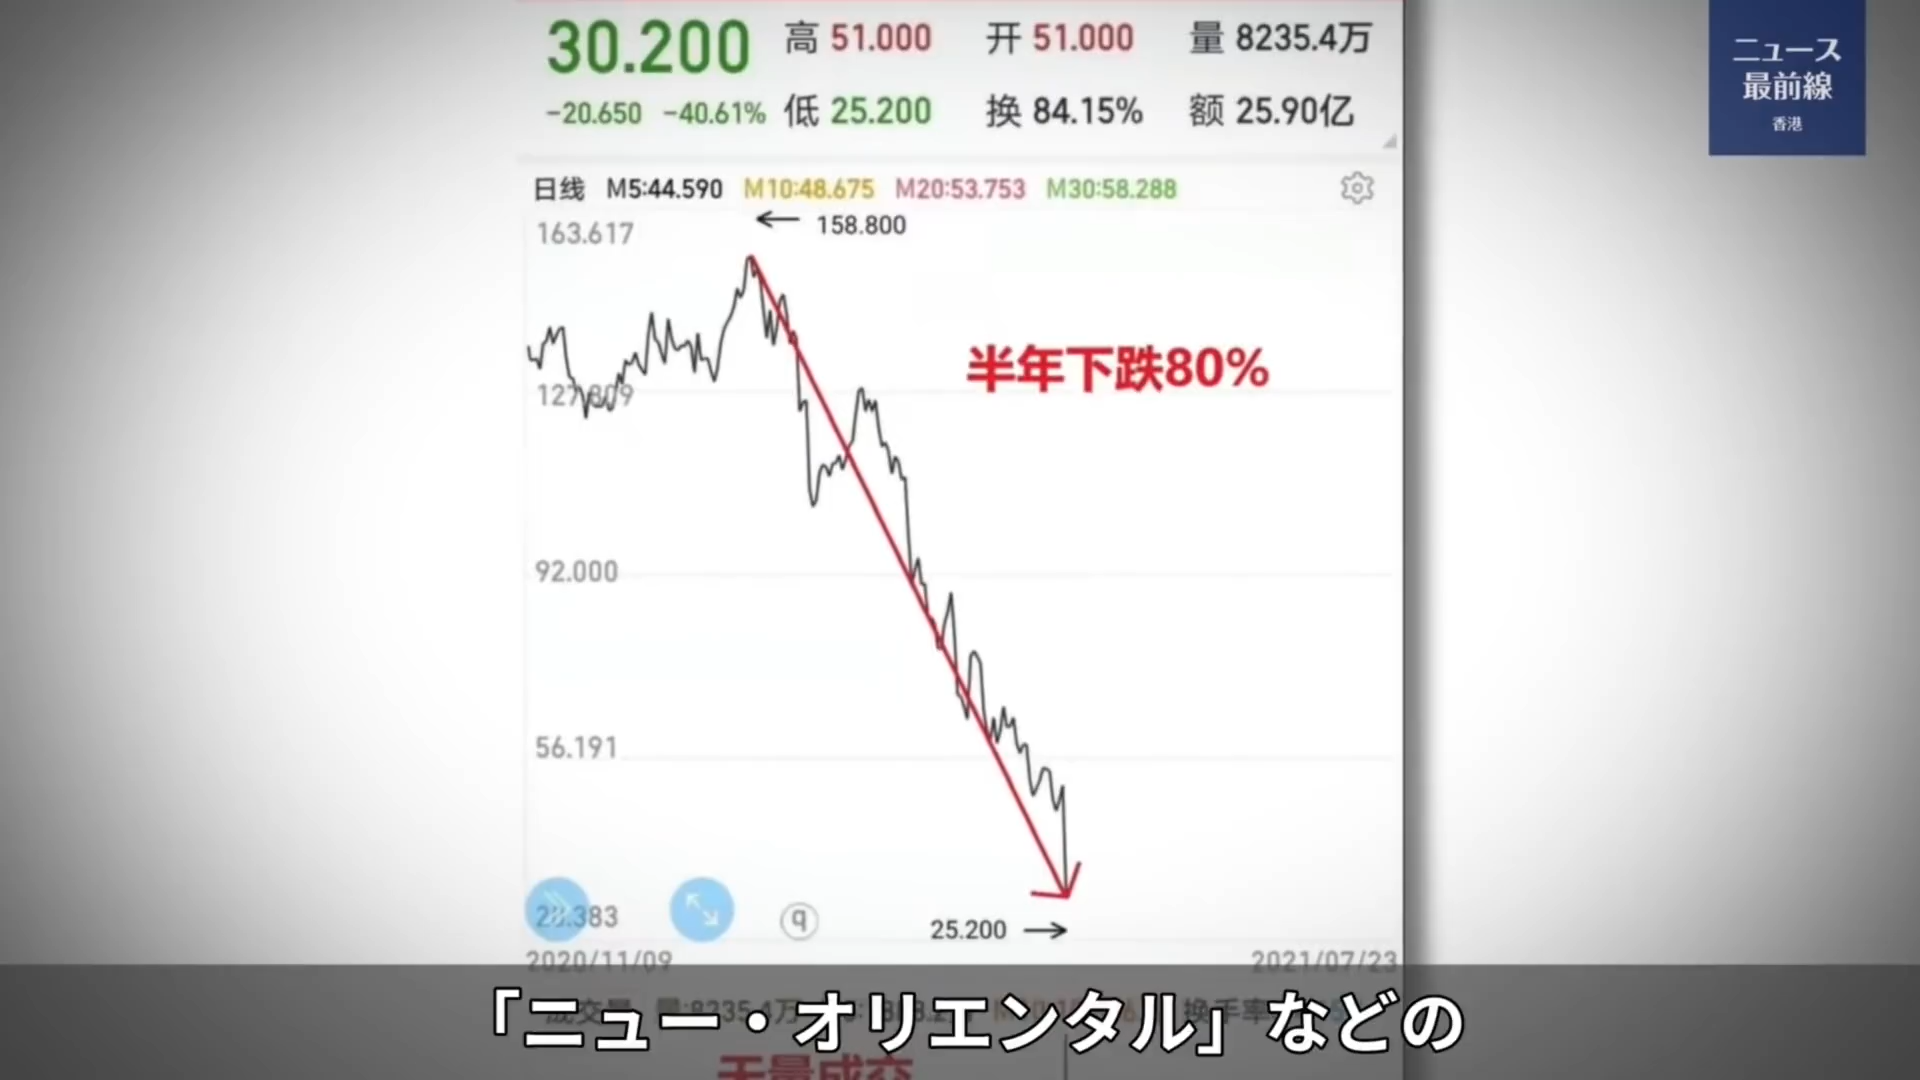 30.200 高 51.000 开 51.000 量 8235.4万
-20.650 -40.61% 低 25.200 换 84.15% 额 25.90亿
ニュース
最前線
香港
日线 M5:44.590 M10:48.675 M20:53.753 M30:58.288
158.800
163.617
半年下跌80%
127.809
92.000
56.191
25.200
2020/11/09 2021/07/23
「ニュー・オリエンタル」などの